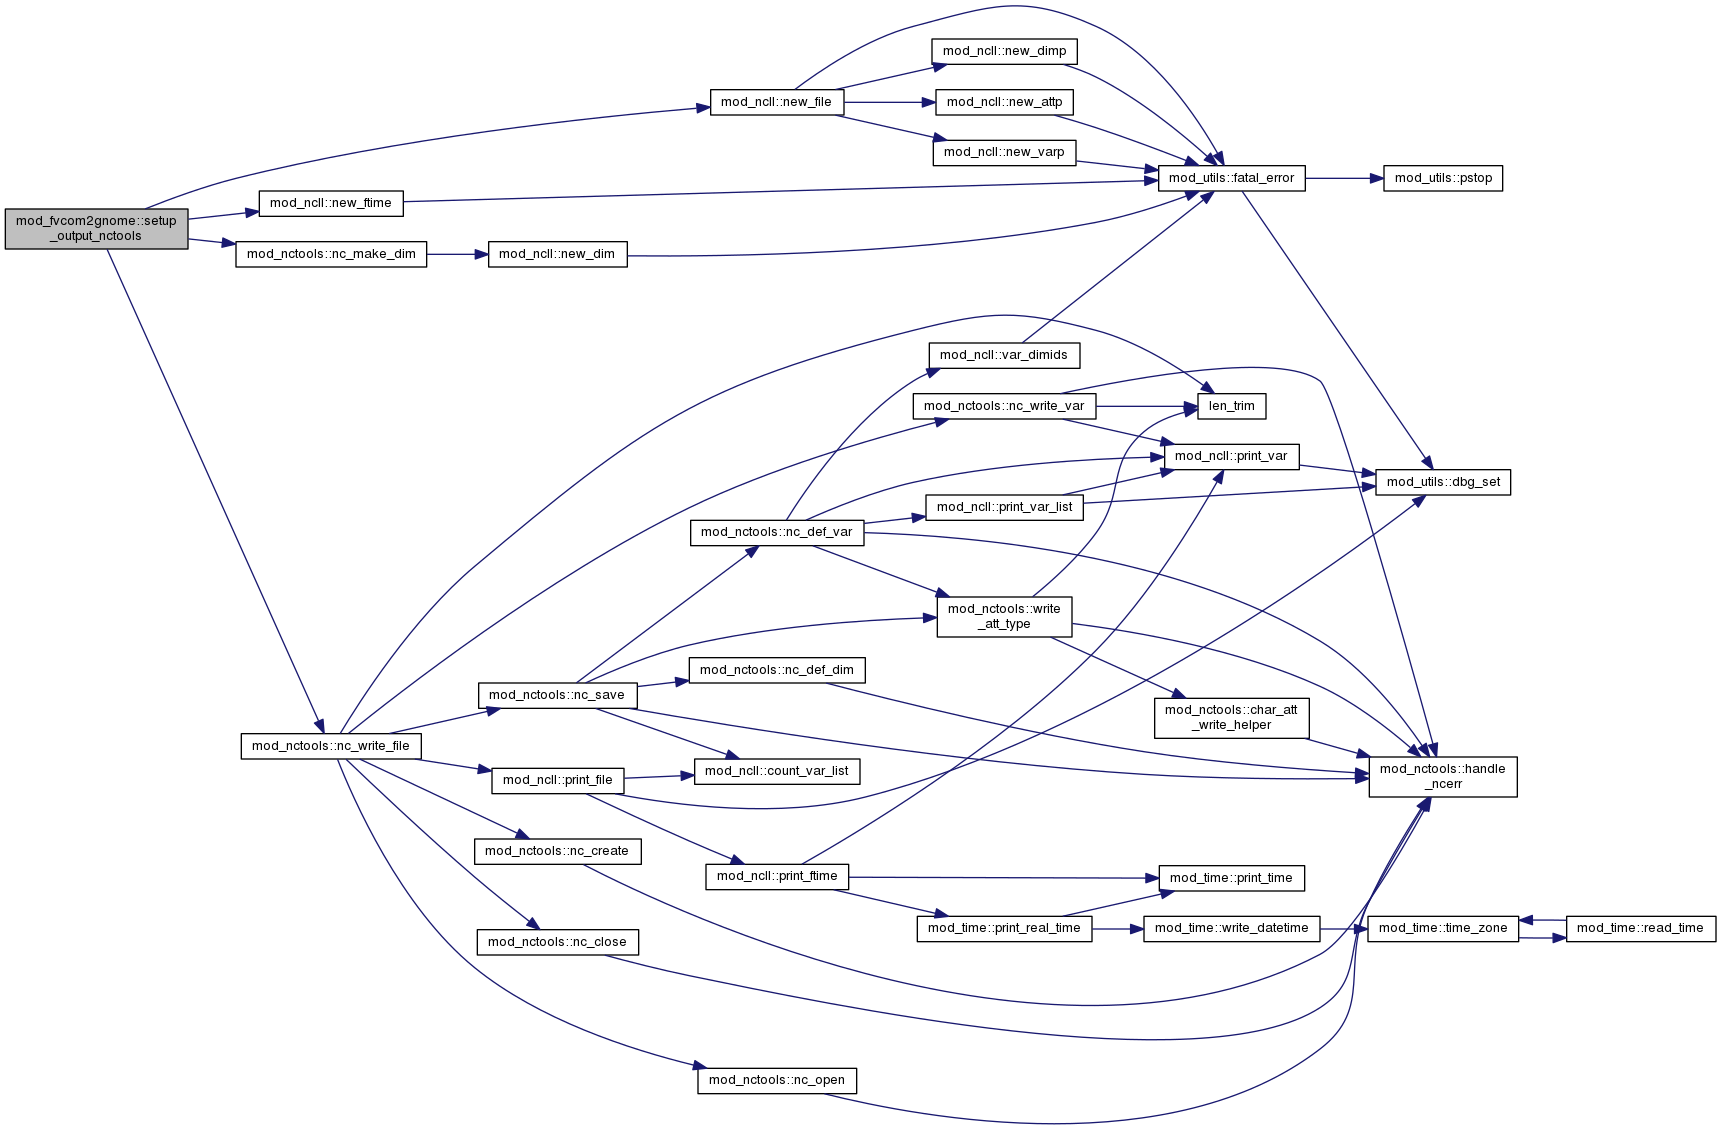 mod_ncll::new_dimp
mod_ncll::new_file
mod_ncll::new_attp
mod_ncll::new_varp
mod_utils::fatal_error
mod_utils::pstop
mod_ncll::new_ftime
mod_fvcom2gnome::setup
_output_nctools
mod_nctools::nc_make_dim
mod_ncll::new_dim
mod_ncll::var_dimids
mod_nctools::nc_write_var
len_trim
mod_ncll::print_var
mod_utils::dbg_set
mod_ncll::print_var_list
mod_nctools::nc_def_var
mod_nctools::write
_att_type
mod_nctools::nc_def_dim
mod_nctools::nc_save
mod_nctools::char_att
_write_helper
mod_nctools::nc_write_file
mod_ncll::count_var_list
mod_ncll::print_file
mod_nctools::handle
_ncerr
mod_nctools::nc_create
mod_ncll::print_ftime
mod_time::print_time
mod_time::print_real_time
mod_time::write_datetime
mod_time::time_zone
mod_time::read_time
mod_nctools::nc_close
mod_nctools::nc_open